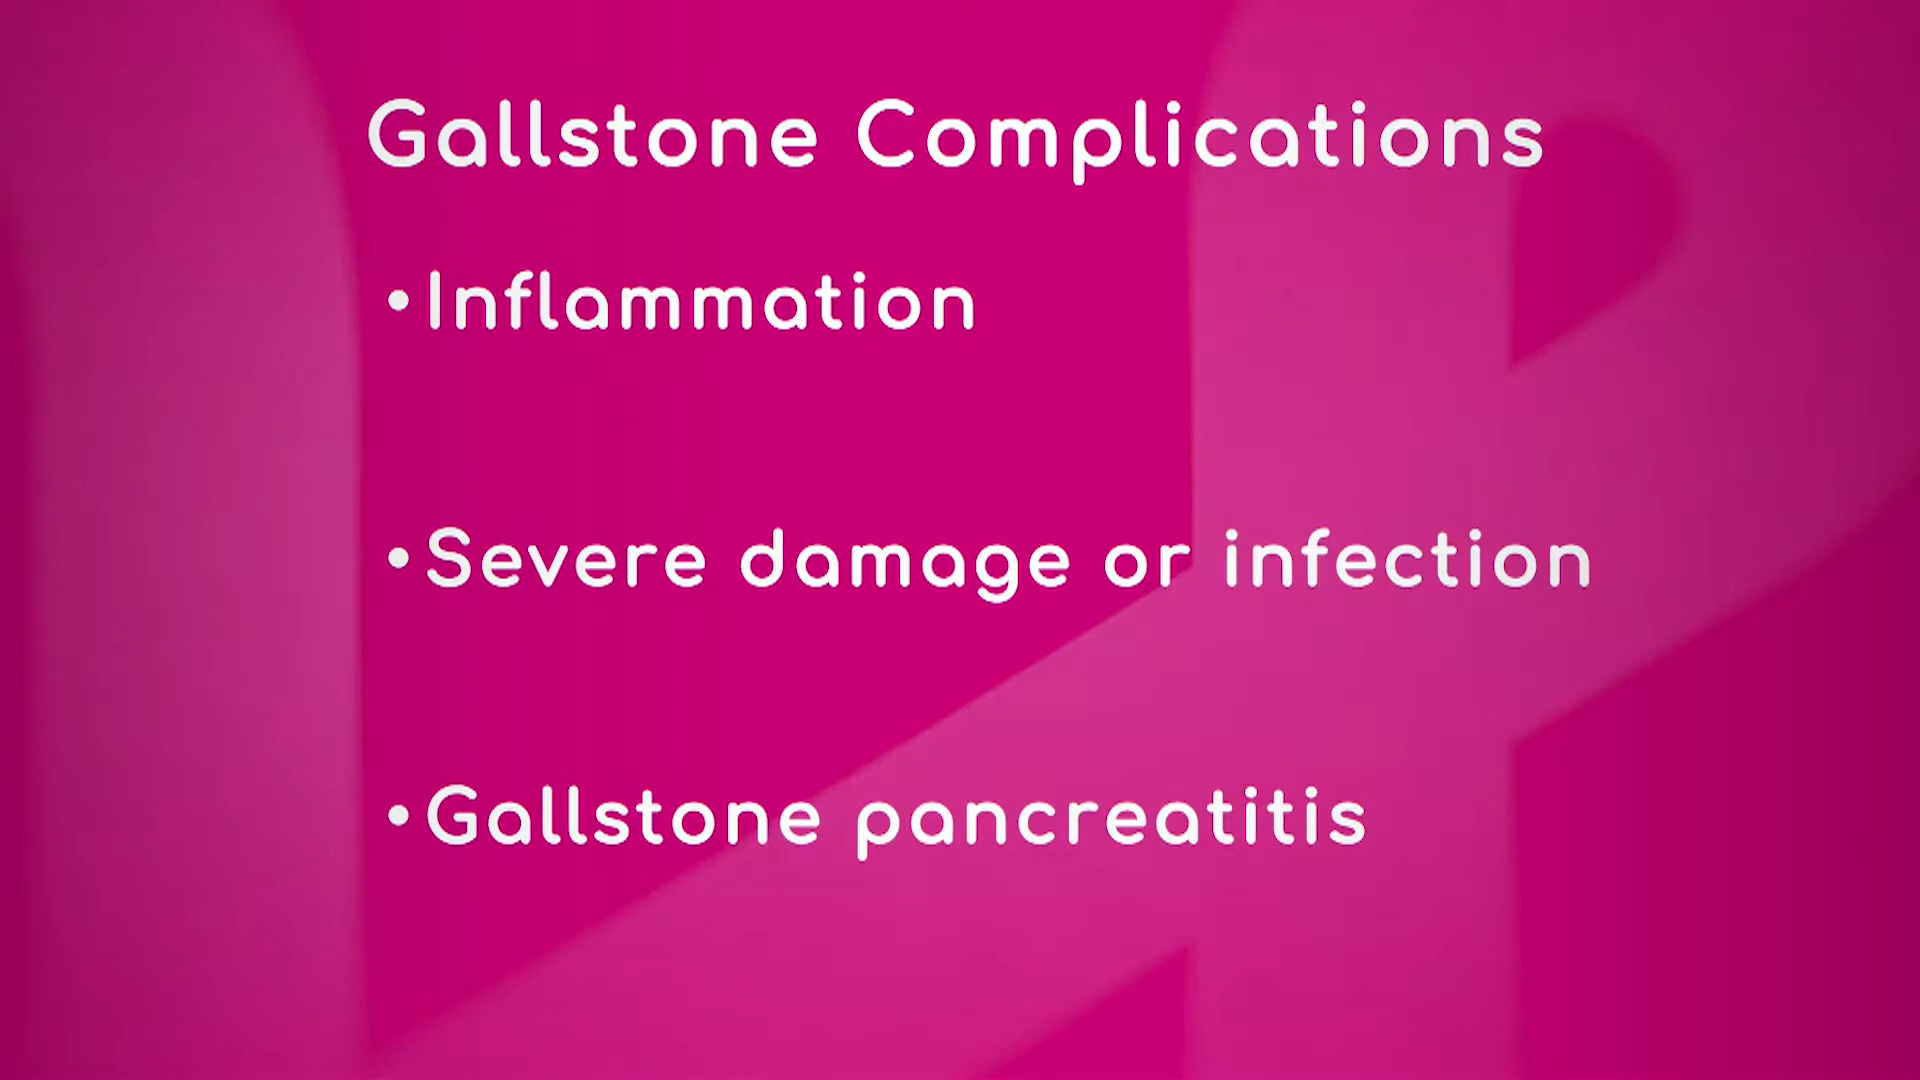 Gallstone Complications
•Inflammation
•Severe damage or infection
•Gallstone pancreatitis